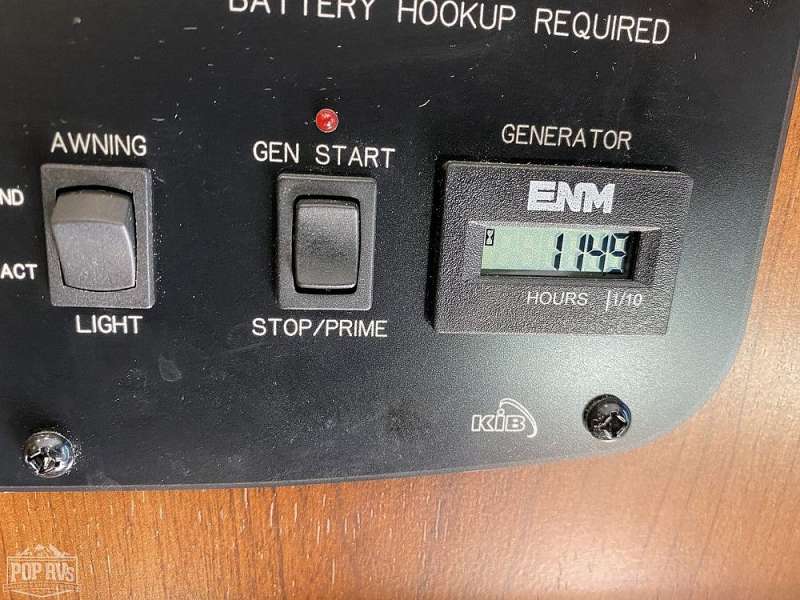 BATTERY HOOKUP REQUIRED
AWNING
GEN START
GENERATOR
ENM
ND
ACT
HOURS 1/10
LIGHT
STOP/PRIME
KiB
POP RVs